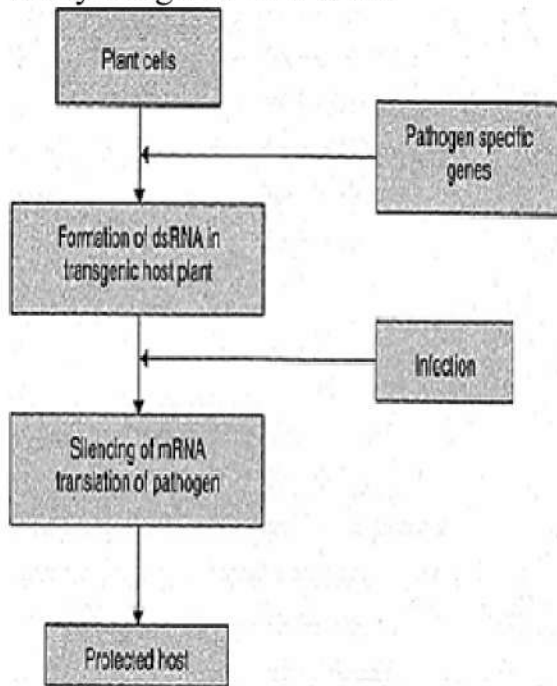 Plant cells
Pathogen specific
genes
Formation of dsRNA in
transgenic host plant
Infection
Silencing of mRNA
translation of pathogen
Protected host